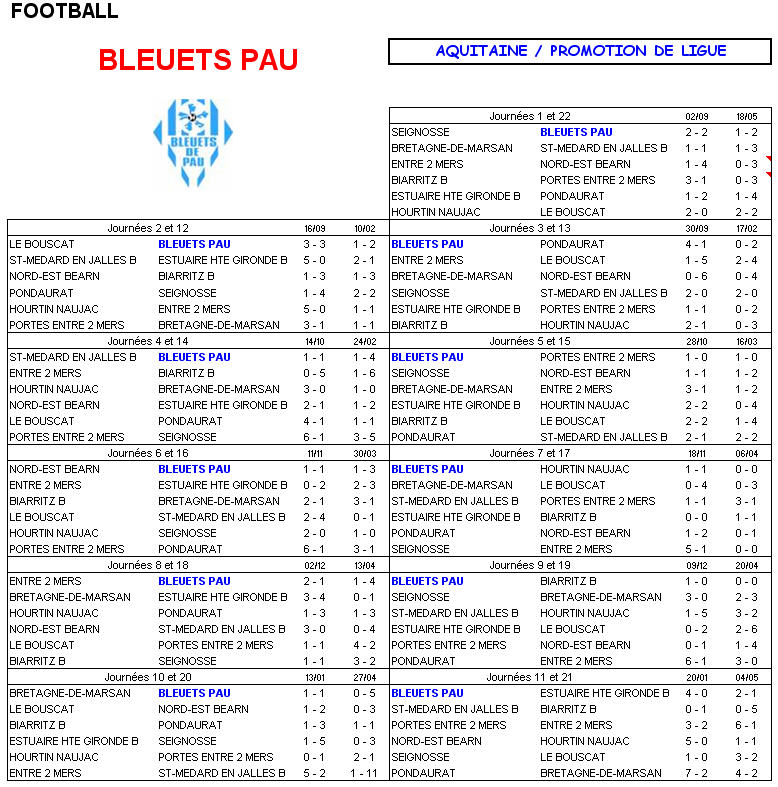 FOOTBALL
BLEUETS PAU
AQUITAINE / PROMOTION DE LIGUE
BLEUETS
DE
PAU
Journées 1 et 22 02/09 18/05
SEIGNOSSE BLEUETS PAU 2 - 2 1 - 2
BRETAGNE-DE-MARSAN ST-MEDARD EN JALLES B 1 - 1 1 - 3
ENTRE 2 MERS NORD-EST BEARN 1 - 4 0 - 3
BIARRITZ B PORTES ENTRE 2 MERS 3 - 1 0 - 3
ESTUAIRE HTE GIRONDE B PONDAURAT 1 - 2 1 - 4
HOURTIN NAUJAC LE BOUSCAT 2 - 0 2 - 2
Journées 2 et 12 16/09 10/02
LE BOUSCAT BLEUETS PAU 3 - 3 1 - 2
ST-MEDARD EN JALLES B ESTUAIRE HTE GIRONDE B 5 - 0 2 - 1
NORD-EST BEARN BIARRITZ B 1 - 3 1 - 3
PONDAURAT SEIGNOSSE 1 - 4 2 - 2
HOURTIN NAUJAC ENTRE 2 MERS 5 - 0 1 - 1
PORTES ENTRE 2 MERS BRETAGNE-DE-MARSAN 3 - 1 1 - 1
Journées 3 et 13 30/09 17/02
BLEUETS PAU PONDAURAT 4 - 1 0 - 2
ENTRE 2 MERS LE BOUSCAT 1 - 5 2 - 4
BRETAGNE-DE-MARSAN NORD-EST BEARN 0 - 6 0 - 4
SEIGNOSSE ST-MEDARD EN JALLES B 2 - 0 2 - 0
ESTUAIRE HTE GIRONDE B PORTES ENTRE 2 MERS 1 - 1 0 - 2
BIARRITZ B HOURTIN NAUJAC 2 - 1 0 - 3
Journées 4 et 14 14/10 24/02
ST-MEDARD EN JALLES B BLEUETS PAU 1 - 1 1 - 4
ENTRE 2 MERS BIARRITZ B 0 - 5 1 - 6
HOURTIN NAUJAC BRETAGNE-DE-MARSAN 3 - 0 1 - 0
NORD-EST BEARN ESTUAIRE HTE GIRONDE B 2 - 1 1 - 2
LE BOUSCAT PONDAURAT 4 - 1 1 - 1
PORTES ENTRE 2 MERS SEIGNOSSE 6 - 1 3 - 5
Journées 5 et 15 28/10 16/03
BLEUETS PAU PORTES ENTRE 2 MERS 1 - 0 1 - 0
SEIGNOSSE NORD-EST BEARN 1 - 1 1 - 2
BRETAGNE-DE-MARSAN ENTRE 2 MERS 3 - 1 1 - 2
ESTUAIRE HTE GIRONDE B HOURTIN NAUJAC 2 - 2 0 - 4
BIARRITZ B LE BOUSCAT 2 - 2 1 - 4
PONDAURAT ST-MEDARD EN JALLES B 2 - 1 2 - 2
Journées 6 et 16 11/11 30/03
NORD-EST BEARN BLEUETS PAU 1 - 1 1 - 3
ENTRE 2 MERS ESTUAIRE HTE GIRONDE B 0 - 2 2 - 3
BIARRITZ B BRETAGNE-DE-MARSAN 2 - 1 3 - 1
LE BOUSCAT ST-MEDARD EN JALLES B 2 - 4 0 - 1
HOURTIN NAUJAC SEIGNOSSE 2 - 0 1 - 0
PORTES ENTRE 2 MERS PONDAURAT 6 - 1 3 - 1
Journées 7 et 17 18/11 06/04
BLEUETS PAU HOURTIN NAUJAC 1 - 1 0 - 0
BRETAGNE-DE-MARSAN LE BOUSCAT 0 - 4 0 - 3
ST-MEDARD EN JALLES B PORTES ENTRE 2 MERS 1 - 1 3 - 1
ESTUAIRE HTE GIRONDE B BIARRITZ B 0 - 0 1 - 1
PONDAURAT NORD-EST BEARN 1 - 2 0 - 1
SEIGNOSSE ENTRE 2 MERS 5 - 1 0 - 0
Journées 8 et 18 02/12 13/04
ENTRE 2 MERS BLEUETS PAU 2 - 1 1 - 4
BRETAGNE-DE-MARSAN ESTUAIRE HTE GIRONDE B 3 - 4 0 - 1
HOURTIN NAUJAC PONDAURAT 1 - 3 1 - 3
NORD-EST BEARN ST-MEDARD EN JALLES B 3 - 0 0 - 4
LE BOUSCAT PORTES ENTRE 2 MERS 1 - 1 4 - 2
BIARRITZ B SEIGNOSSE 1 - 1 3 - 2
Journées 9 et 19 09/12 20/04
BLEUETS PAU BIARRITZ B 1 - 0 0 - 0
SEIGNOSSE BRETAGNE-DE-MARSAN 3 - 0 2 - 3
ST-MEDARD EN JALLES B HOURTIN NAUJAC 1 - 5 3 - 2
ESTUAIRE HTE GIRONDE B LE BOUSCAT 0 - 2 2 - 6
PORTES ENTRE 2 MERS NORD-EST BEARN 0 - 1 1 - 4
PONDAURAT ENTRE 2 MERS 6 - 1 3 - 0
Journées 10 et 20 13/01 27/04
BRETAGNE-DE-MARSAN BLEUETS PAU 1 - 1 0 - 5
LE BOUSCAT NORD-EST BEARN 1 - 2 0 - 3
BIARRITZ B PONDAURAT 1 - 3 1 - 1
ESTUAIRE HTE GIRONDE B SEIGNOSSE 1 - 5 0 - 3
HOURTIN NAUJAC PORTES ENTRE 2 MERS 0 - 1 2 - 1
ENTRE 2 MERS ST-MEDARD EN JALLES B 5 - 2 1 - 11
Journées 11 et 21 20/01 04/05
BLEUETS PAU ESTUAIRE HTE GIRONDE B 4 - 0 2 - 1
ST-MEDARD EN JALLES B BIARRITZ B 0 - 1 0 - 5
PORTES ENTRE 2 MERS ENTRE 2 MERS 3 - 2 6 - 1
NORD-EST BEARN HOURTIN NAUJAC 5 - 0 1 - 1
SEIGNOSSE LE BOUSCAT 1 - 0 3 - 2
PONDAURAT BRETAGNE-DE-MARSAN 7 - 2 4 - 2